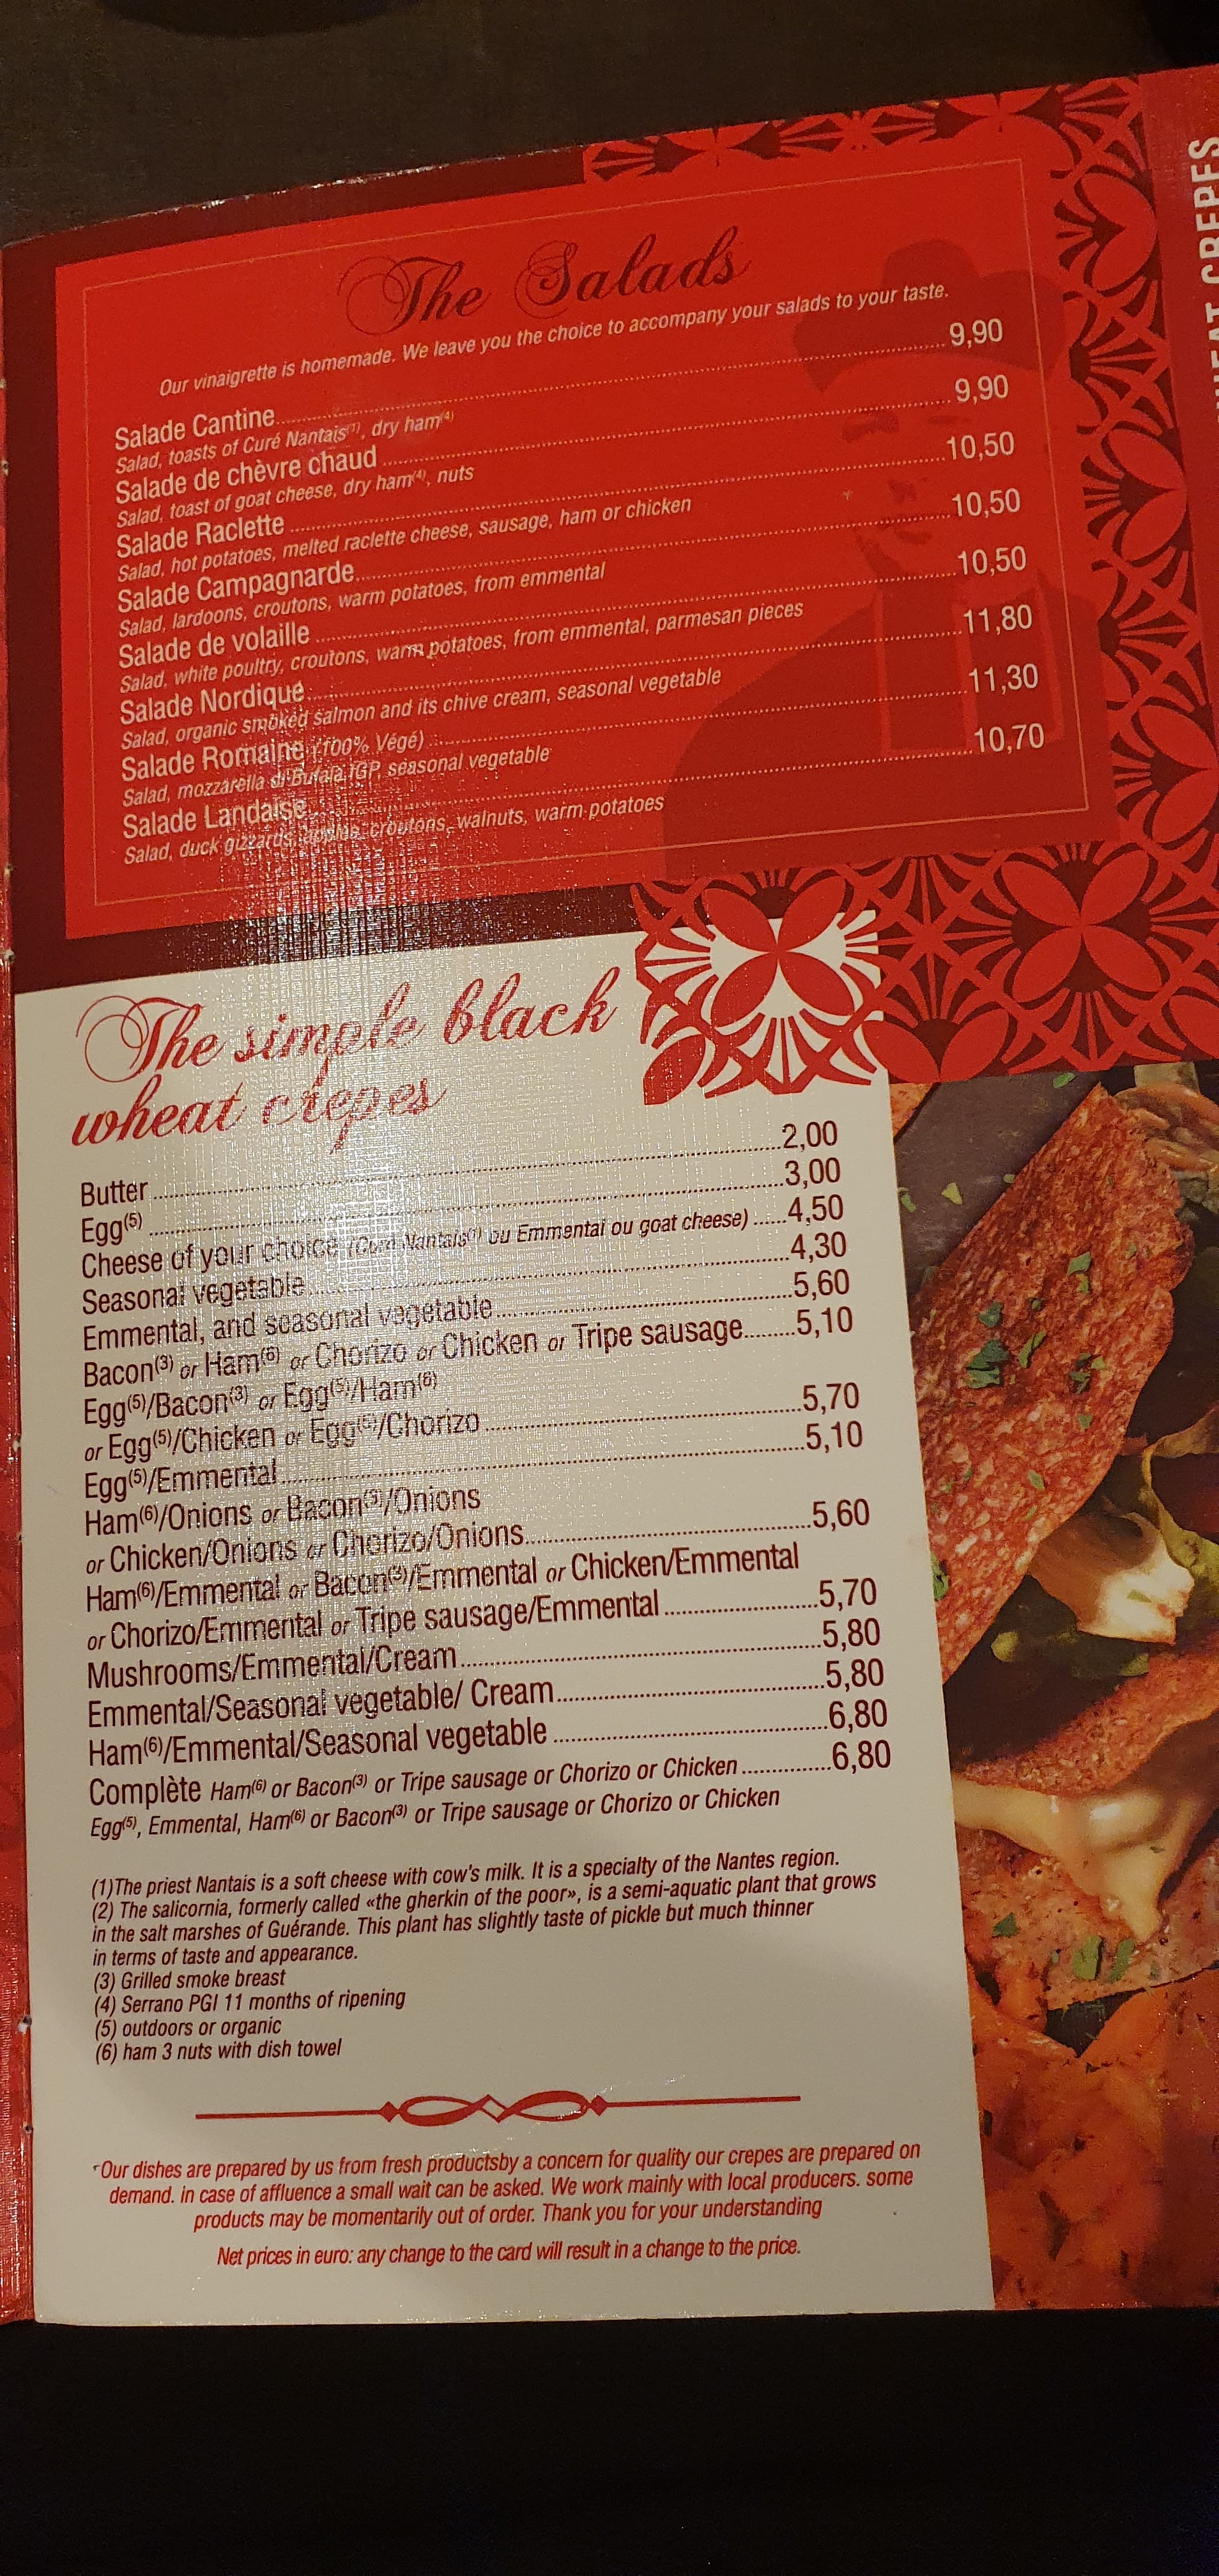 The Salads
Our vinaigrette is homemade. We leave you the choice to accompany your salads to your taste.
Salade Cantine 9,90
Salad, toasts of Curé Nantais(1), dry ham(4)
Salade de chèvre chaud 9,90
Salad, toast of goat cheese, dry ham(4), nuts
Salade Raclette 10,50
Salad, hot potatoes, melted raclette cheese, sausage, ham or chicken
Salade Campagnarde 10,50
Salad, lardoons, croutons, warm potatoes, from emmental
Salade de volaille 10,50
Salad, white poultry, croutons, warm potatoes, from emmental, parmesan pieces
Salade Nordique 11,80
Salad, organic smoked salmon and its chive cream, seasonal vegetable
Salade Romaine (100% Végé) 11,30
Salad, mozzarella di Bufala IGP, seasonal vegetable
Salade Landaise 10,70
Salad, duck gizzards, apples, croutons, walnuts, warm potatoes
The simple black
wheat crepes
Butter 2,00
Egg(5) 3,00
Cheese of your choice (Curé Nantais(1) ou Emmental ou goat cheese) 4,50
Seasonal vegetable 4,30
Emmental, and seasonal vegetable 5,60
Bacon(3) or Ham(6) or Chorizo or Chicken or Tripe sausage 5,10
Egg(5)/Bacon(3) or Egg(5)/Ham(6)
or Egg(5)/Chicken or Egg(5)/Chorizo 5,70
Egg(5)/Emmental 5,10
Ham(6)/Onions or Bacon(3)/Onions
or Chicken/Onions or Chorizo/Onions 5,60
Ham(6)/Emmental or Bacon(3)/Emmental or Chicken/Emmental
or Chorizo/Emmental or Tripe sausage/Emmental 5,70
Mushrooms/Emmental/Cream 5,80
Emmental/Seasonal vegetable/ Cream 5,80
Ham(6)/Emmental/Seasonal vegetable 6,80
Complète Ham(6) or Bacon(3) or Tripe sausage or Chorizo or Chicken 6,80
Egg(5), Emmental, Ham(6) or Bacon(3) or Tripe sausage or Chorizo or Chicken
(1)The priest Nantais is a soft cheese with cow's milk. It is a specialty of the Nantes region.
(2) The salicornia, formerly called «the gherkin of the poor», is a semi-aquatic plant that grows
in the salt marshes of Guérande. This plant has slightly taste of pickle but much thinner
in terms of taste and appearance.
(3) Grilled smoke breast
(4) Serrano PGI 11 months of ripening
(5) outdoors or organic
(6) ham 3 nuts with dish towel
Our dishes are prepared by us from fresh productsby a concern for quality our crepes are prepared on
demand. in case of affluence a small wait can be asked. We work mainly with local producers. some
products may be momentarily out of order. Thank you for your understanding
Net prices in euro: any change to the card will result in a change to the price.
CREPES